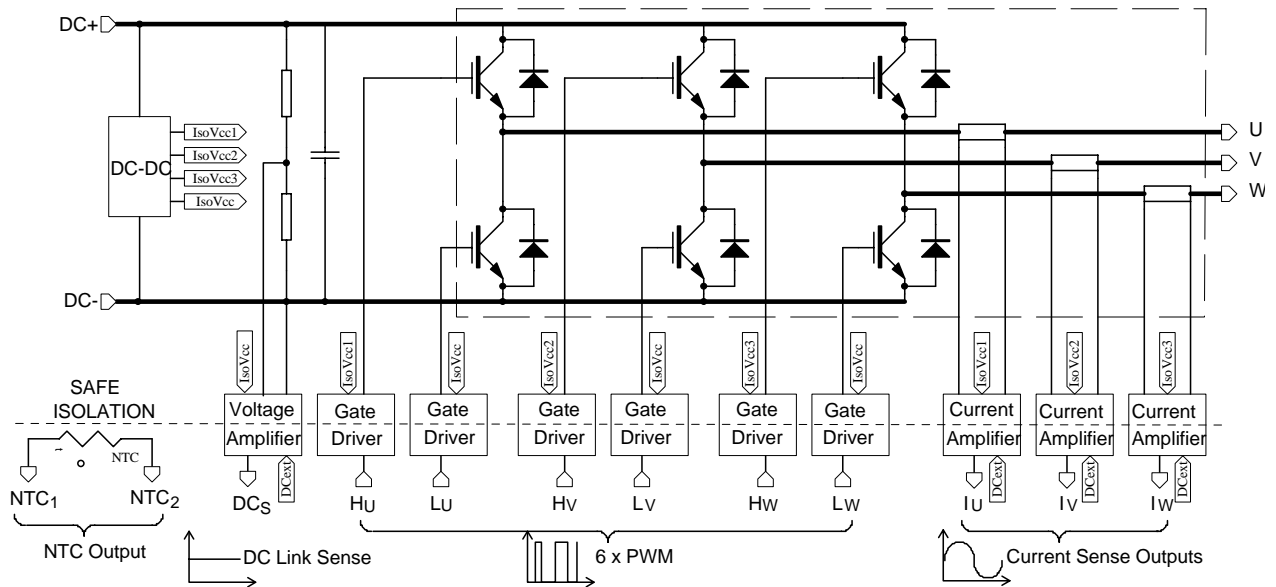 DC+
IsoVcc1
DC-DC
IsoVcc2
IsoVcc3
IsoVcc
U
V
W
DC-
IsoVcc
IsoVcc1
IsoVcc
IsoVcc2
IsoVcc
IsoVcc3
IsoVcc
IsoVcc1
IsoVcc2
IsoVcc3
SAFE
ISOLATION
Voltage
Amplifier
Gate
Driver
Gate
Driver
Gate
Driver
Gate
Driver
Gate
Driver
Gate
Driver
Current
Amplifier
Current
Amplifier
Current
Amplifier
NTC
DCext
DCext
DCext
DCext
NTC1
NTC2
DCS
HU
LU
HV
LV
HW
LW
IU
IV
IW
NTC Output
DC Link Sense
6 x PWM
Current Sense Outputs